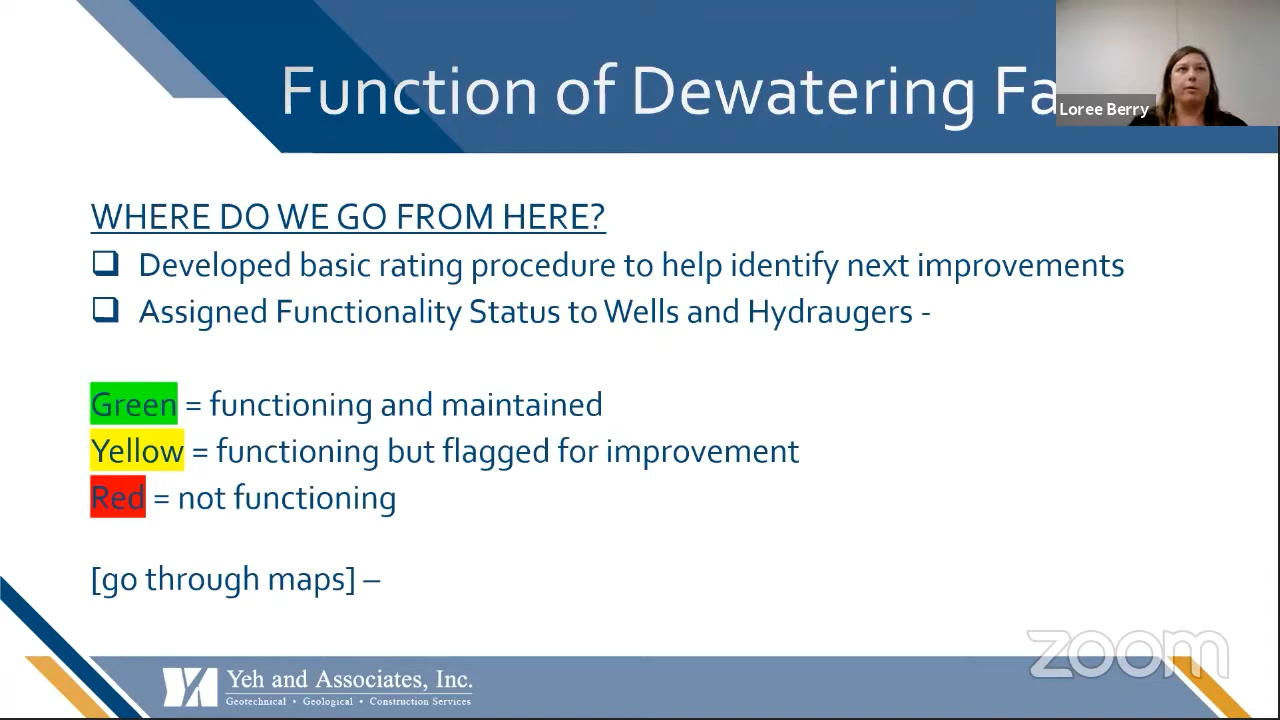 Function of Dewatering Fa
Loree Berry
WHERE DO WE GO FROM HERE?
❑ Developed basic rating procedure to help identify next improvements
❑ Assigned Functionality Status to Wells and Hydraugers -
Green = functioning and maintained
Yellow = functioning but flagged for improvement
Red = not functioning
[go through maps] –
zoom
Yeh and Associates, Inc.
Geotechnical • Geological • Construction Services